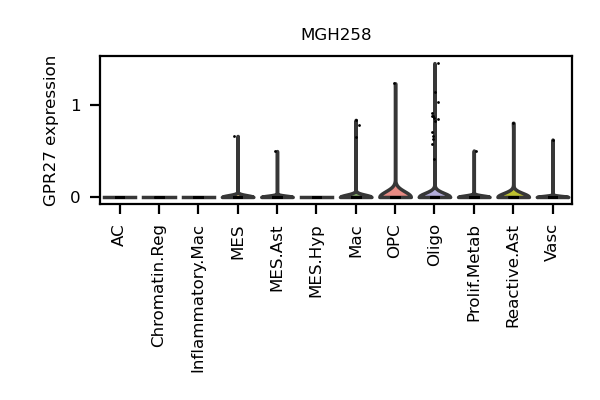 MGH258
GPR27 expression
1
0
AC
Chromatin.Reg
Inflammatory.Mac
MES
MES.Ast
MES.Hyp
Mac
OPC
Oligo
Prolif.Metab
Reactive.Ast
Vasc